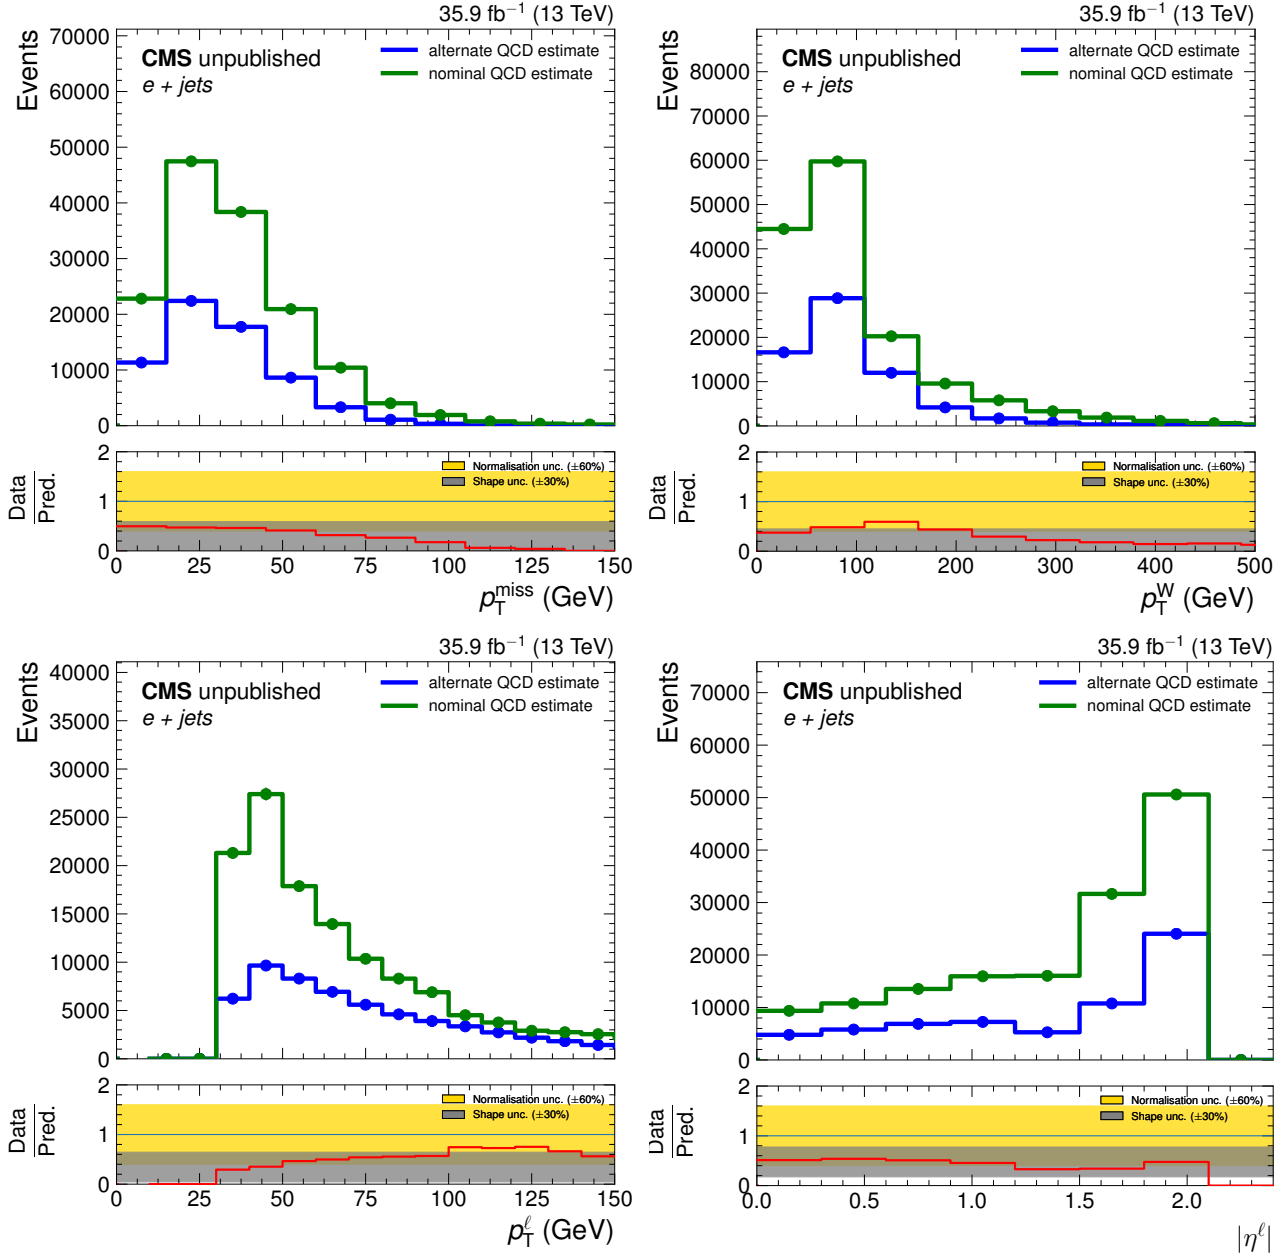 35.9 fb⁻¹ (13 TeV)
Events
70000
60000
50000
40000
30000
20000
10000
0
CMS unpublished
e + jets
alternate QCD estimate
nominal QCD estimate
Data
Pred.
2
1
0
Normalisation unc. (±60%)
Shape unc. (±30%)
0 25 50 75 100 125 150
p_T^miss (GeV)
35.9 fb⁻¹ (13 TeV)
Events
80000
70000
60000
50000
40000
30000
20000
10000
0
CMS unpublished
e + jets
alternate QCD estimate
nominal QCD estimate
Data
Pred.
2
1
0
Normalisation unc. (±60%)
Shape unc. (±30%)
0 100 200 300 400 500
p_T^W (GeV)
35.9 fb⁻¹ (13 TeV)
Events
40000
35000
30000
25000
20000
15000
10000
5000
0
CMS unpublished
e + jets
alternate QCD estimate
nominal QCD estimate
Data
Pred.
2
1
0
Normalisation unc. (±60%)
Shape unc. (±30%)
0 25 50 75 100 125 150
p_T^ℓ (GeV)
35.9 fb⁻¹ (13 TeV)
Events
70000
60000
50000
40000
30000
20000
10000
0
CMS unpublished
e + jets
alternate QCD estimate
nominal QCD estimate
Data
Pred.
2
1
0
Normalisation unc. (±60%)
Shape unc. (±30%)
0.0 0.5 1.0 1.5 2.0
|η^ℓ|